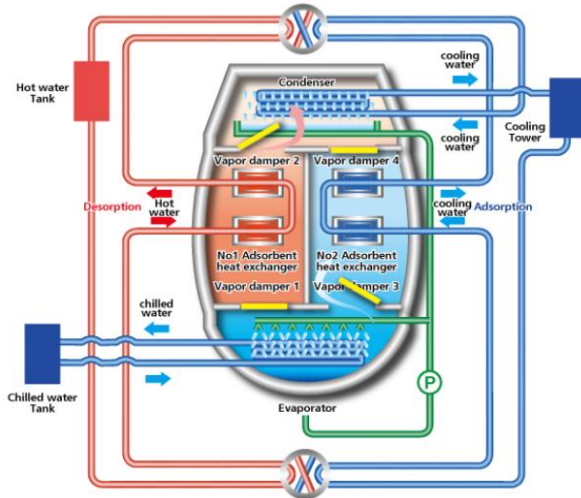 Hot water
Tank
Condenser
cooling
water
cooling
water
Cooling
Tower
Vapor damper 2
Vapor damper 4
Desorption
Hot
water
cooling
water
Adsorption
No1 Adsorbent
heat exchanger
No2 Adsorbent
heat exchanger
Vapor damper 1
Vapor damper 3
chilled
water
Chilled water
Tank
P
Evaporator